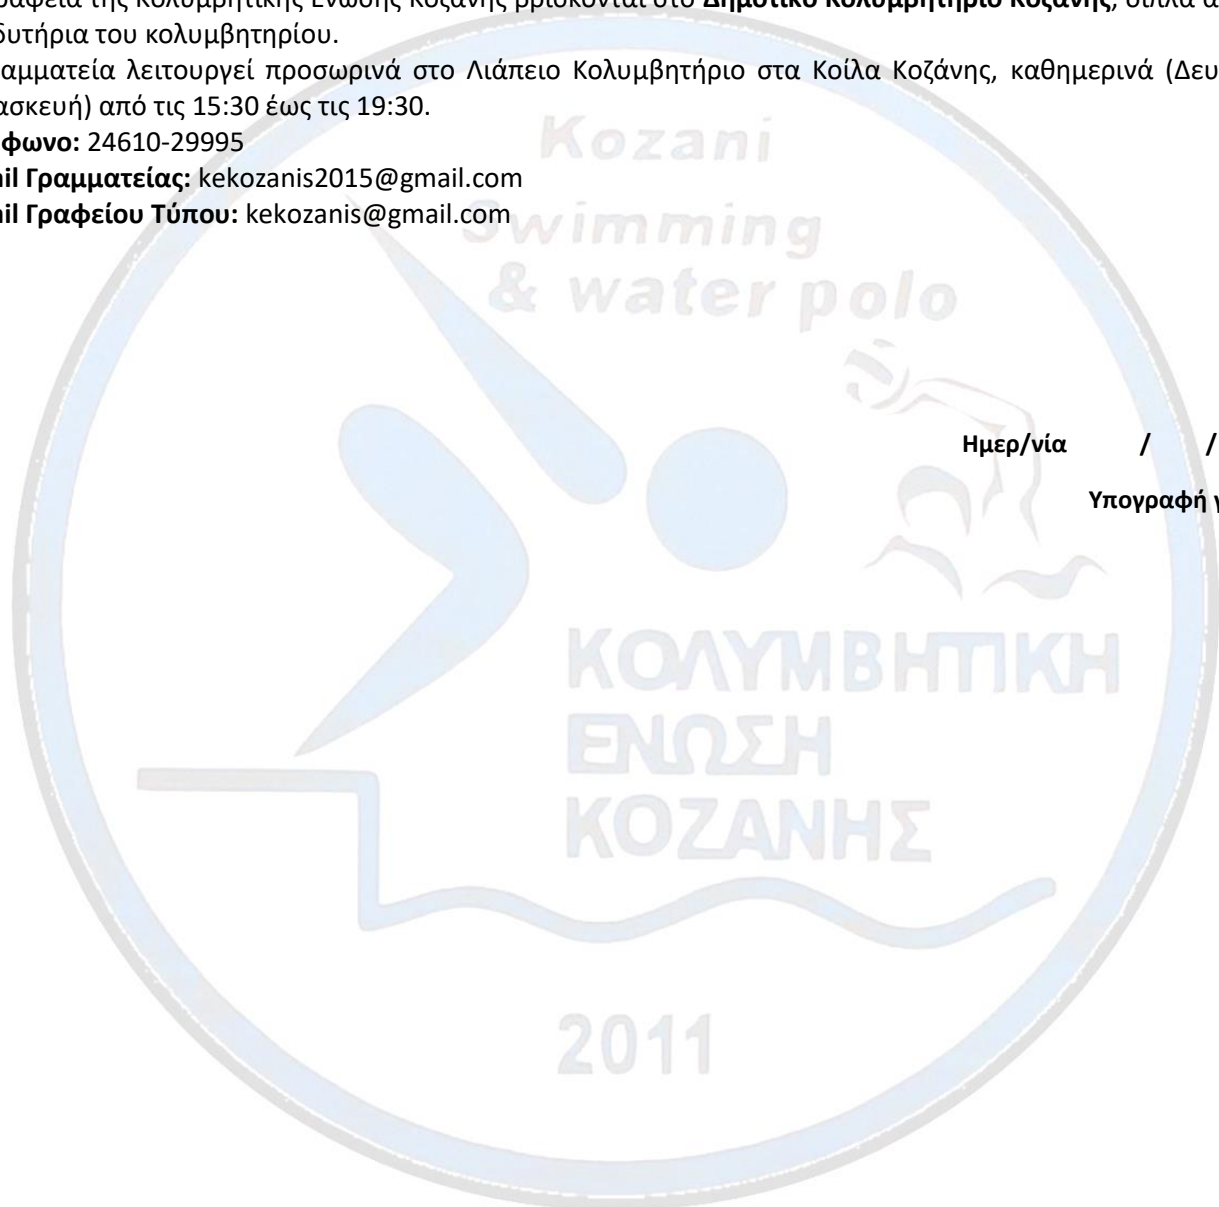 γραφεία της Κολυμβητικής Ένωσης Κοζάνης βρίσκονται στο Δημοτικό Κολυμβητήριο Κοζάνης, δίπλα
δυτήρια του κολυμβητηρίου.
αμματεία λειτουργεί προσωρινά στο Λιάπειο Κολυμβητήριο στα Κοίλα Κοζάνης, καθημερινά (Δευ
ασκευή) από τις 15:30 έως τις 19:30.
φωνο: 24610-29995
il Γραμματείας: kekozanis2015@gmail.com
il Γραφείου Τύπου: kekozanis@gmail.com
Kozani
Swimming
& water polo
Ημερ/νία / /
Υπογραφή
ΚΟΛΥΜΒΗΤΙΚΗ
ΕΝΩΣΗ
ΚΟΖΑΝΗΣ
2011